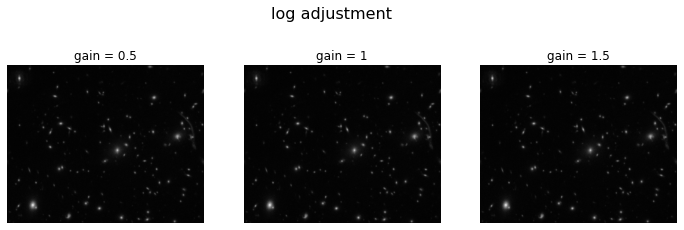 log adjustment
gain = 0.5
gain = 1
gain = 1.5